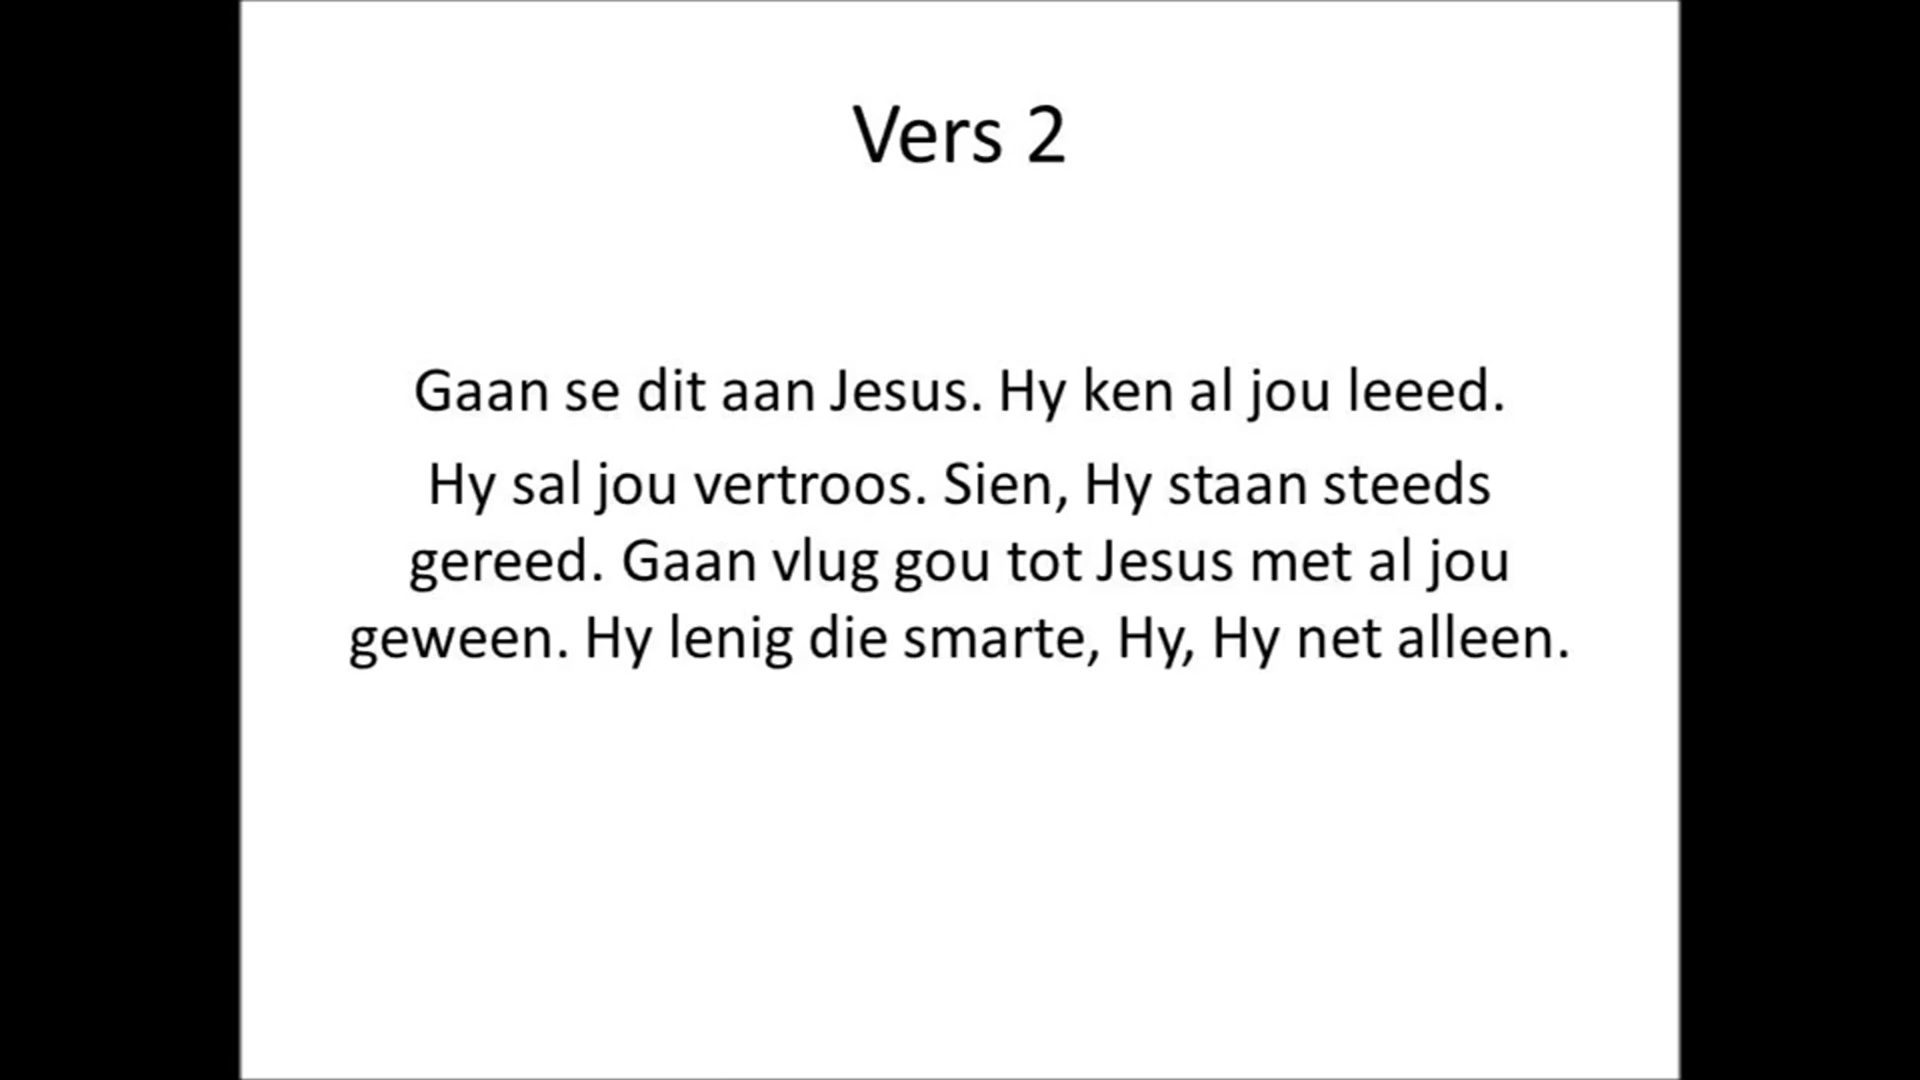 Vers 2
Gaan se dit aan Jesus. Hy ken al jou leeed.
Hy sal jou vertroos. Sien, Hy staan steeds
gereed. Gaan vlug gou tot Jesus met al jou
geween. Hy lenig die smarte, Hy, Hy net alleen.